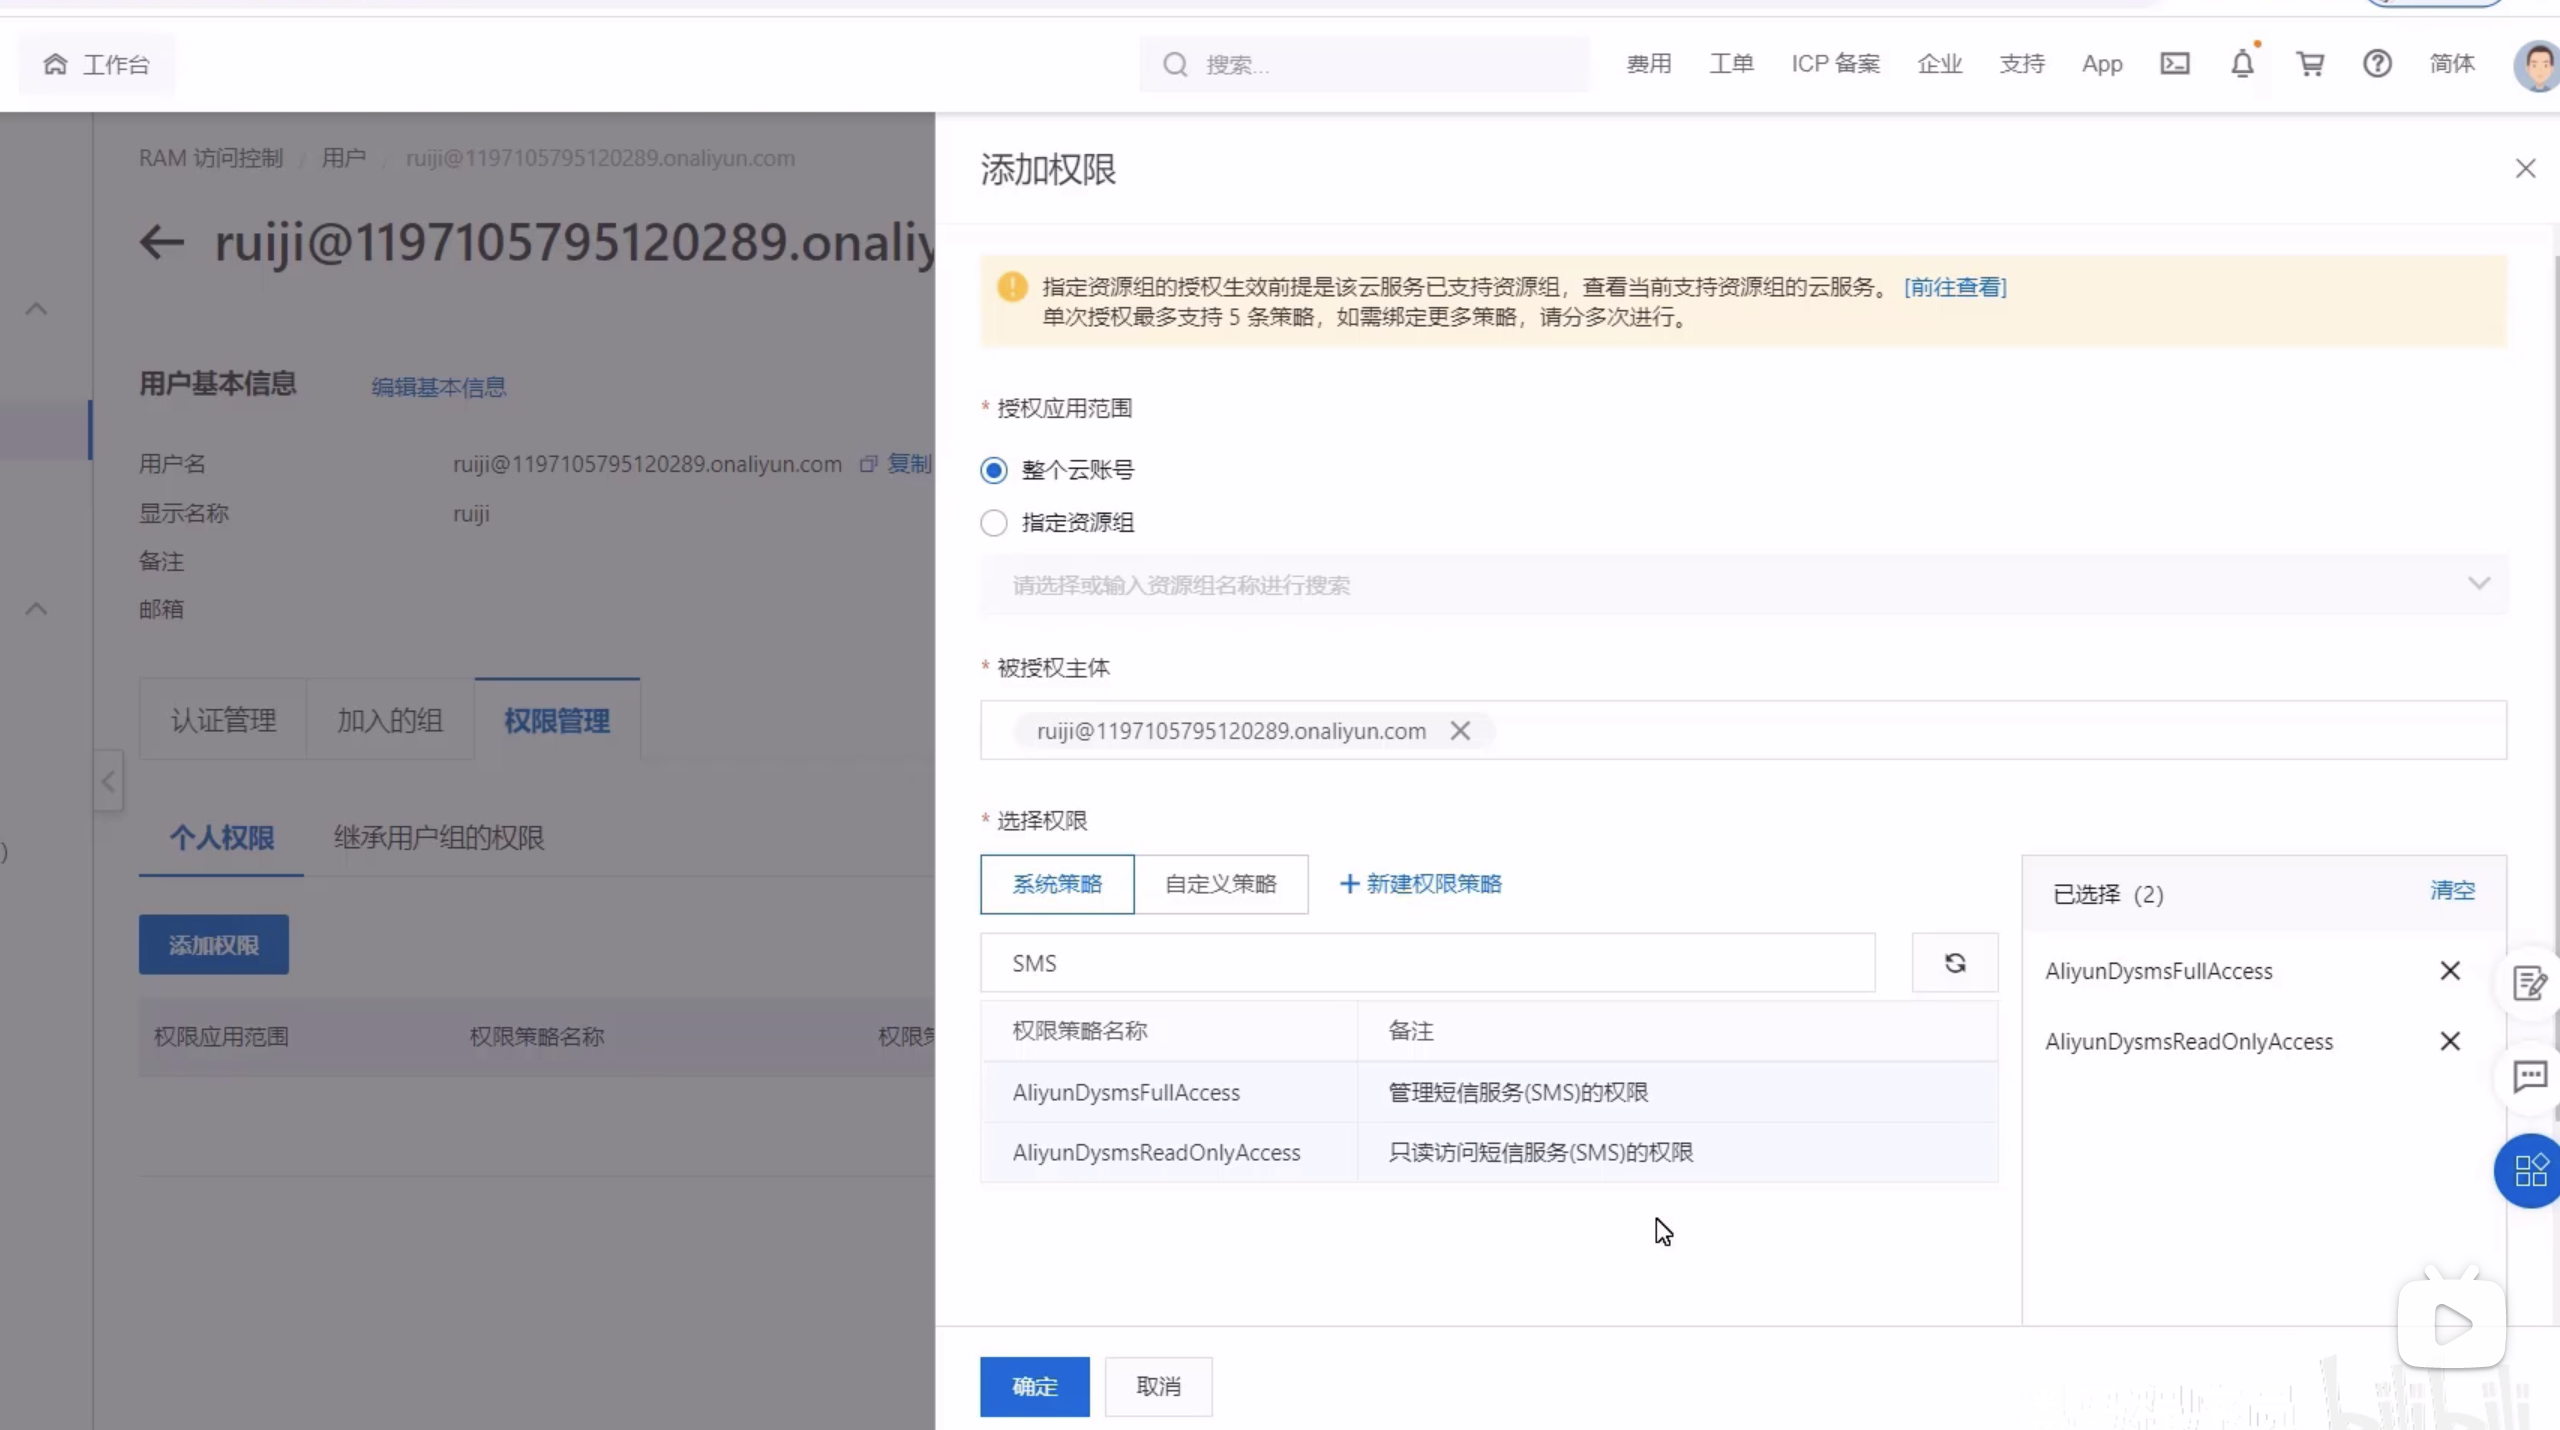 工作台
搜索...
费用
工单
ICP 备案
企业
支持
App
简体
RAM 访问控制 / 用户 / ruiji@1197105795120289.onaliyun.com
ruiji@1197105795120289.onaliy
用户基本信息
编辑基本信息
用户名
ruiji@1197105795120289.onaliyun.com
复制
显示名称
ruiji
备注
邮箱
认证管理
加入的组
权限管理
个人权限
继承用户组的权限
添加权限
权限应用范围
权限策略名称
权限策
)
添加权限
指定资源组的授权生效前提是该云服务已支持资源组，查看当前支持资源组的云服务。 [前往查看]
单次授权最多支持 5 条策略，如需绑定更多策略，请分多次进行。
* 授权应用范围
整个云账号
指定资源组
请选择或输入资源组名称进行搜索
* 被授权主体
ruiji@1197105795120289.onaliyun.com
* 选择权限
系统策略
自定义策略
+ 新建权限策略
SMS
权限策略名称
备注
AliyunDysmsFullAccess
管理短信服务(SMS)的权限
AliyunDysmsReadOnlyAccess
只读访问短信服务(SMS)的权限
已选择 (2)
清空
AliyunDysmsFullAccess
AliyunDysmsReadOnlyAccess
确定
取消
bilibili